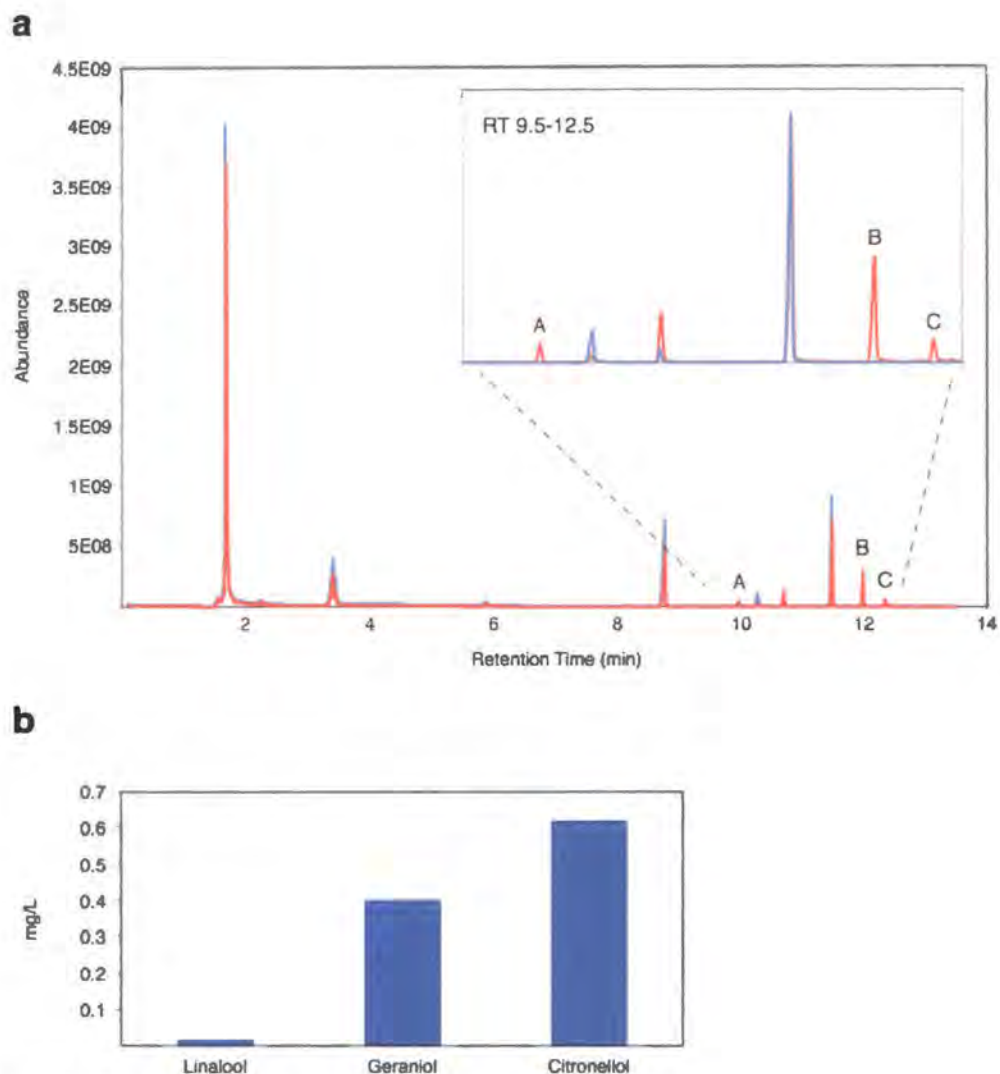 a
4.5E09
4E09
3.5E09
3E09
2.5E09
2E09
1.5E09
1E09
5E08
Abundance
RT 9.5-12.5
A
B
C
A
B
C
2 4 6 8 10 12 14
Retention Time (min)
b
0.7
0.6
0.5
0.4
0.3
0.2
0.1
mg/L
Linalool Geraniol Citronellol